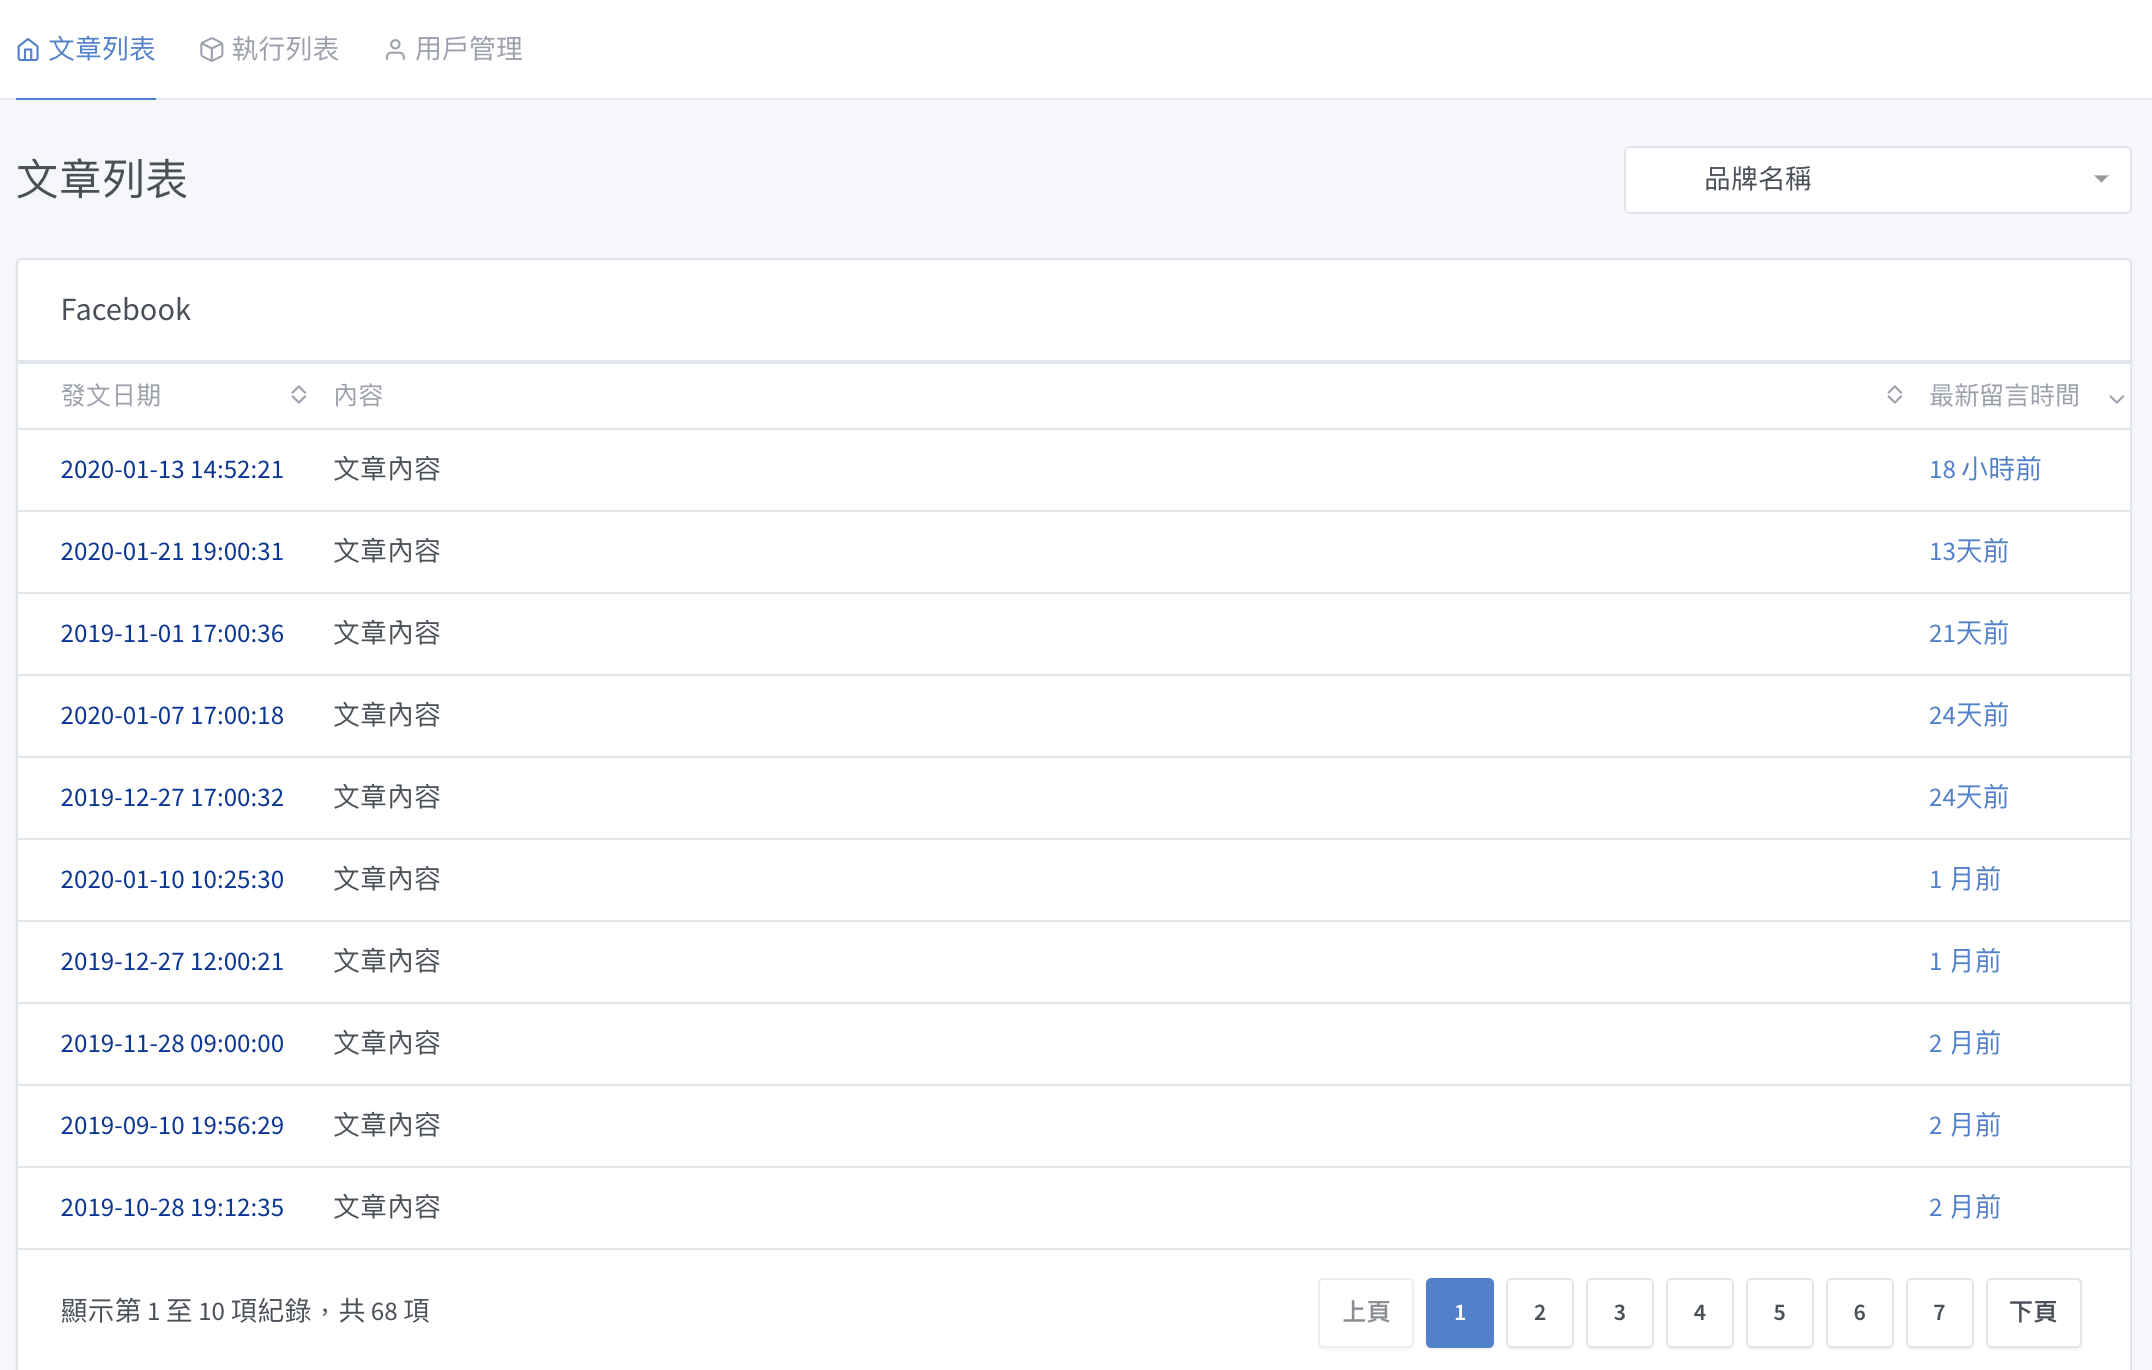 文章列表 執行列表 用戶管理
文章列表 品牌名稱
Facebook
發文日期 內容 最新留言時間
2020-01-13 14:52:21 文章內容 18 小時前
2020-01-21 19:00:31 文章內容 13天前
2019-11-01 17:00:36 文章內容 21天前
2020-01-07 17:00:18 文章內容 24天前
2019-12-27 17:00:32 文章內容 24天前
2020-01-10 10:25:30 文章內容 1 月前
2019-12-27 12:00:21 文章內容 1 月前
2019-11-28 09:00:00 文章內容 2 月前
2019-09-10 19:56:29 文章內容 2 月前
2019-10-28 19:12:35 文章內容 2 月前
顯示第 1 至 10 項紀錄，共 68 項 上頁 1 2 3 4 5 6 7 下頁